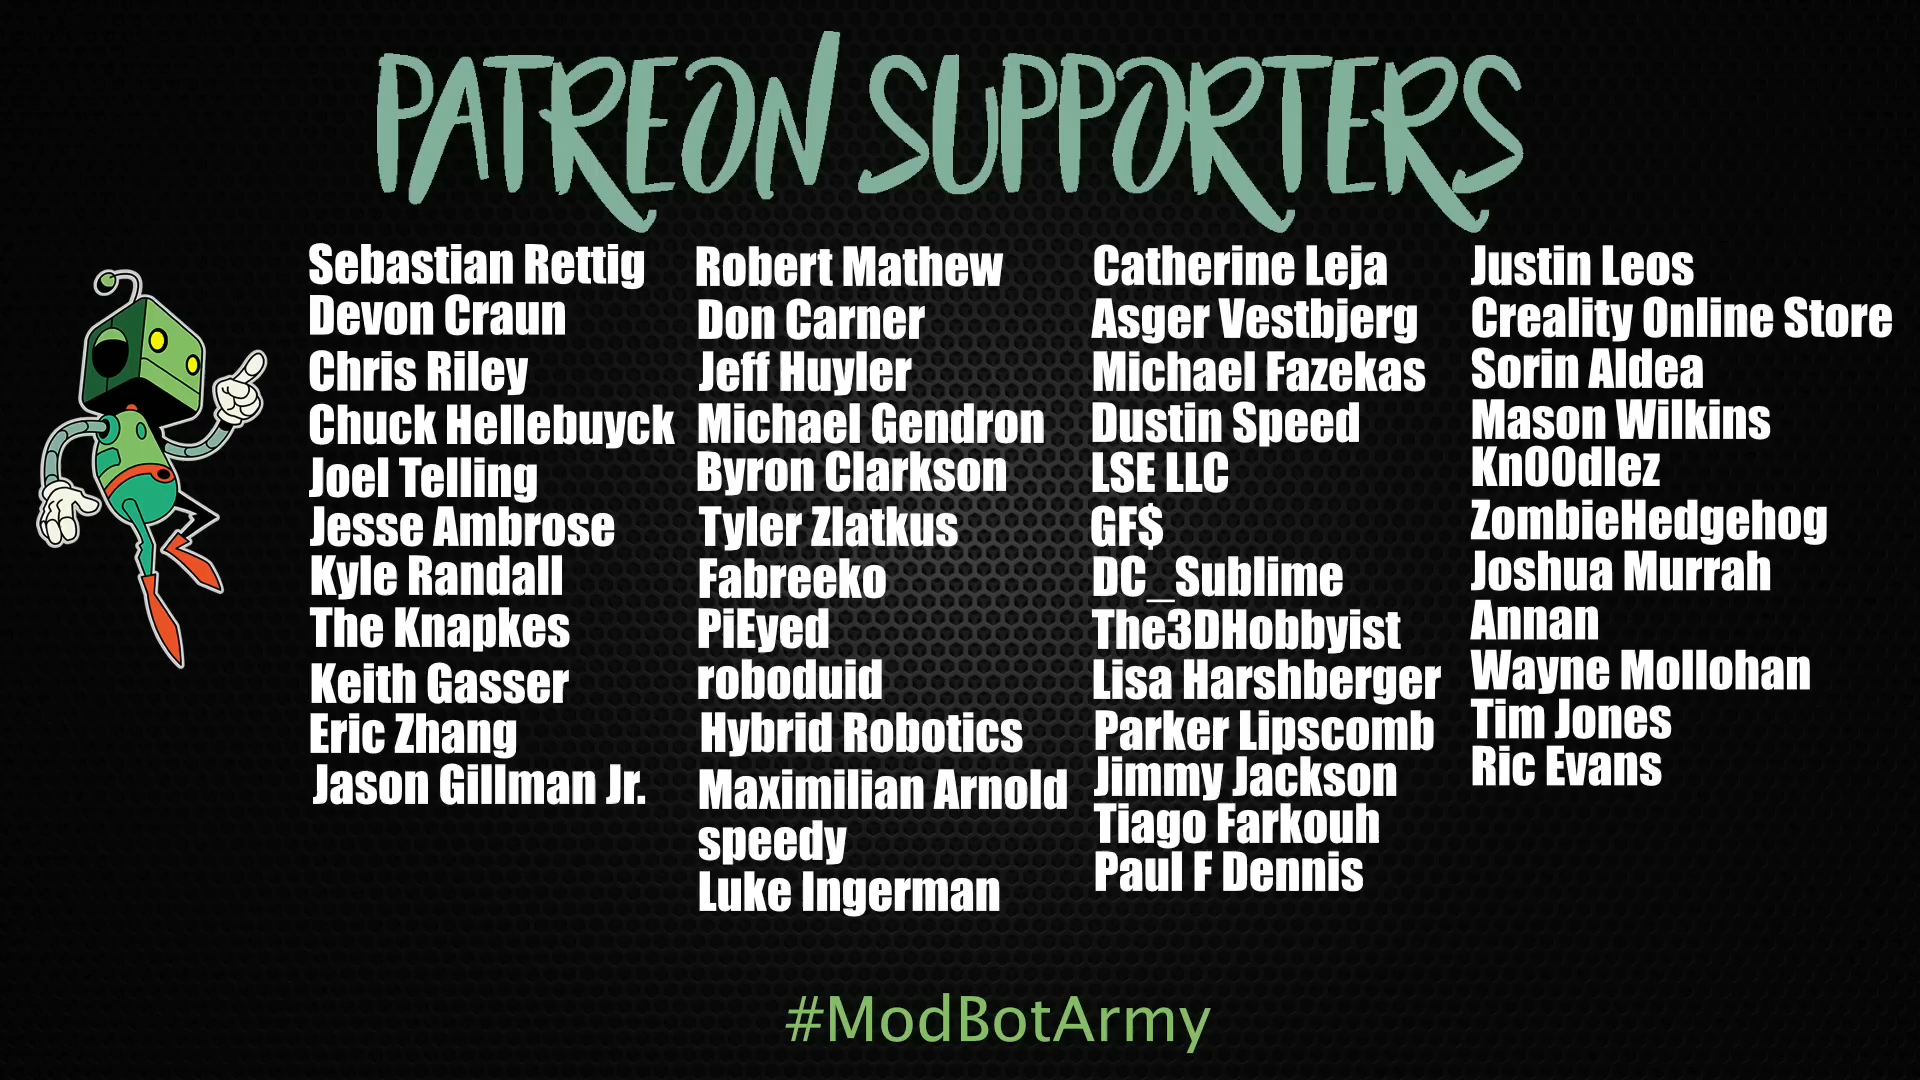 PATREON SUPPORTERS
Sebastian Rettig
Devon Craun
Chris Riley
Chuck Hellebuyck
Joel Telling
Jesse Ambrose
Kyle Randall
The Knapkes
Keith Gasser
Eric Zhang
Jason Gillman Jr.
Robert Mathew
Don Carner
Jeff Huyler
Michael Gendron
Byron Clarkson
Tyler Zlatkus
Fabreeko
PiEyed
roboduid
Hybrid Robotics
Maximilian Arnold
speedy
Luke Ingerman
Catherine Leja
Asger Vestbjerg
Michael Fazekas
Dustin Speed
LSE LLC
GF$
DC_Sublime
The3DHobbyist
Lisa Harshberger
Parker Lipscomb
Jimmy Jackson
Tiago Farkouh
Paul F Dennis
Justin Leos
Creality Online Store
Sorin Aldea
Mason Wilkins
Kn00dlez
ZombieHedgehog
Joshua Murrah
Annan
Wayne Mollohan
Tim Jones
Ric Evans
#ModBotArmy